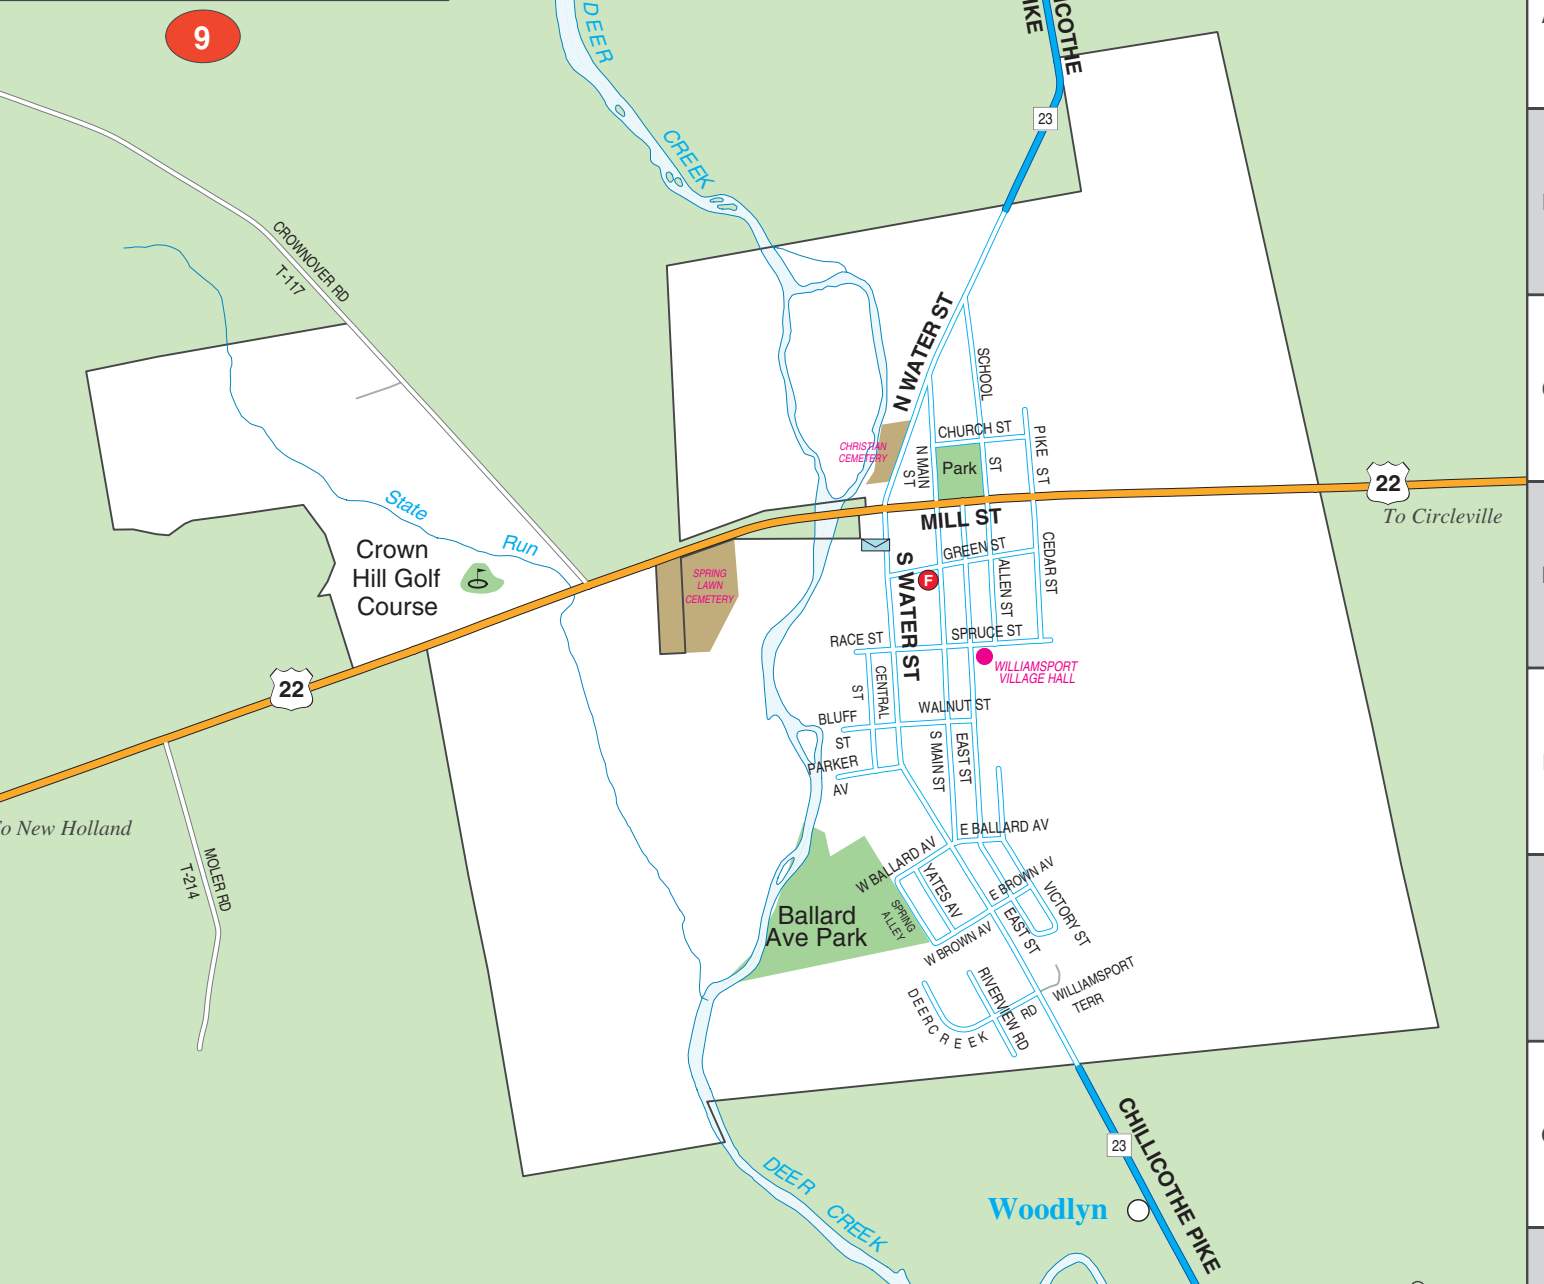 9
DEER
CREEK
IKE
ICOTHE
23
CROWNOVER RD
T-117
N WATER ST
SCHOOL
ST
CHURCH ST
PIKE ST
CHRISTIAN
CEMETERY
N MAIN
ST
Park
22
To Circleville
MILL ST
State
Run
Crown
Hill Golf
Course
GREEN ST
CEDAR ST
S WATER ST
F
ALLEN ST
SPRING
LAWN
CEMETERY
RACE ST
SPRUCE ST
WILLIAMSPORT
VILLAGE HALL
22
CENTRAL
ST
WALNUT ST
BLUFF
ST
S MAIN ST
EAST ST
PARKER
AV
o New Holland
E BALLARD AV
MOLER RD
T-214
W BALLARD AV
YATES AV
E BROWN AV
VICTORY ST
SPRING
ALLEY
Ballard
Ave Park
EAST ST
W BROWN AV
RIVERVIEW RD
WILLIAMSPORT
TERR
DEERCREEK
RD
CHILLICOTHE PIKE
23
DEER
CREEK
Woodlyn